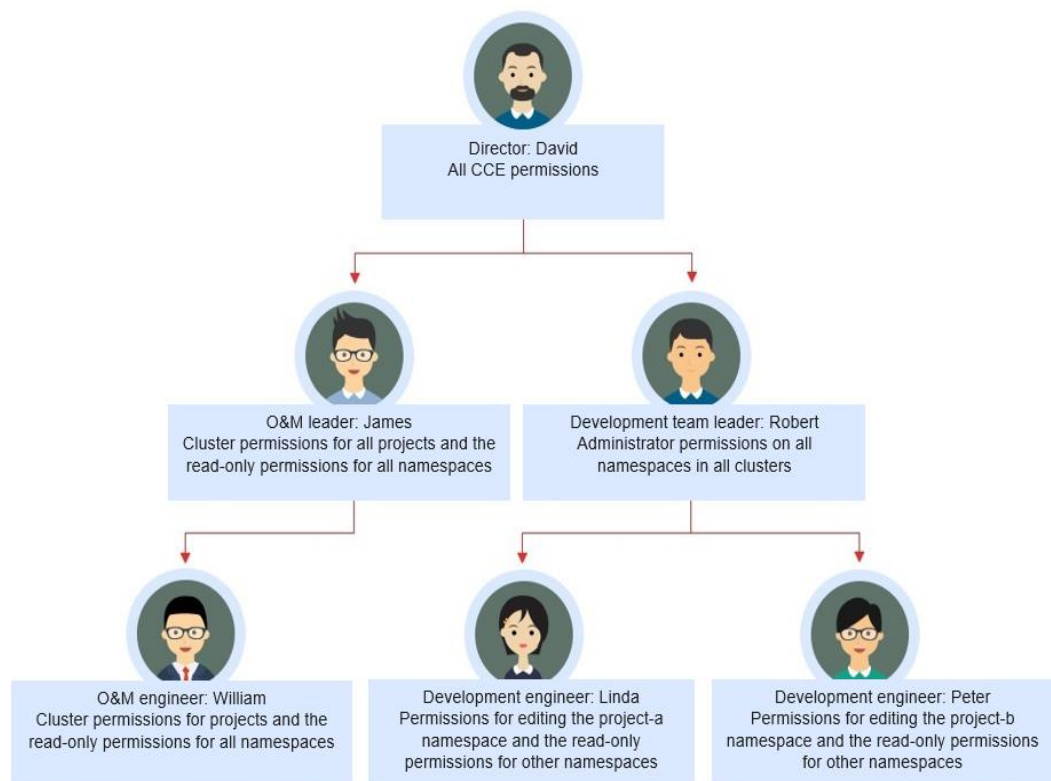 Director: David
All CCE permissions
O&M leader: James
Cluster permissions for all projects and the
read-only permissions for all namespaces
Development team leader: Robert
Administrator permissions on all
namespaces in all clusters
O&M engineer: William
Cluster permissions for projects and the
read-only permissions for all namespaces
Development engineer: Linda
Permissions for editing the project-a
namespace and the read-only
permissions for other namespaces
Development engineer: Peter
Permissions for editing the project-b
namespace and the read-only permissions
for other namespaces